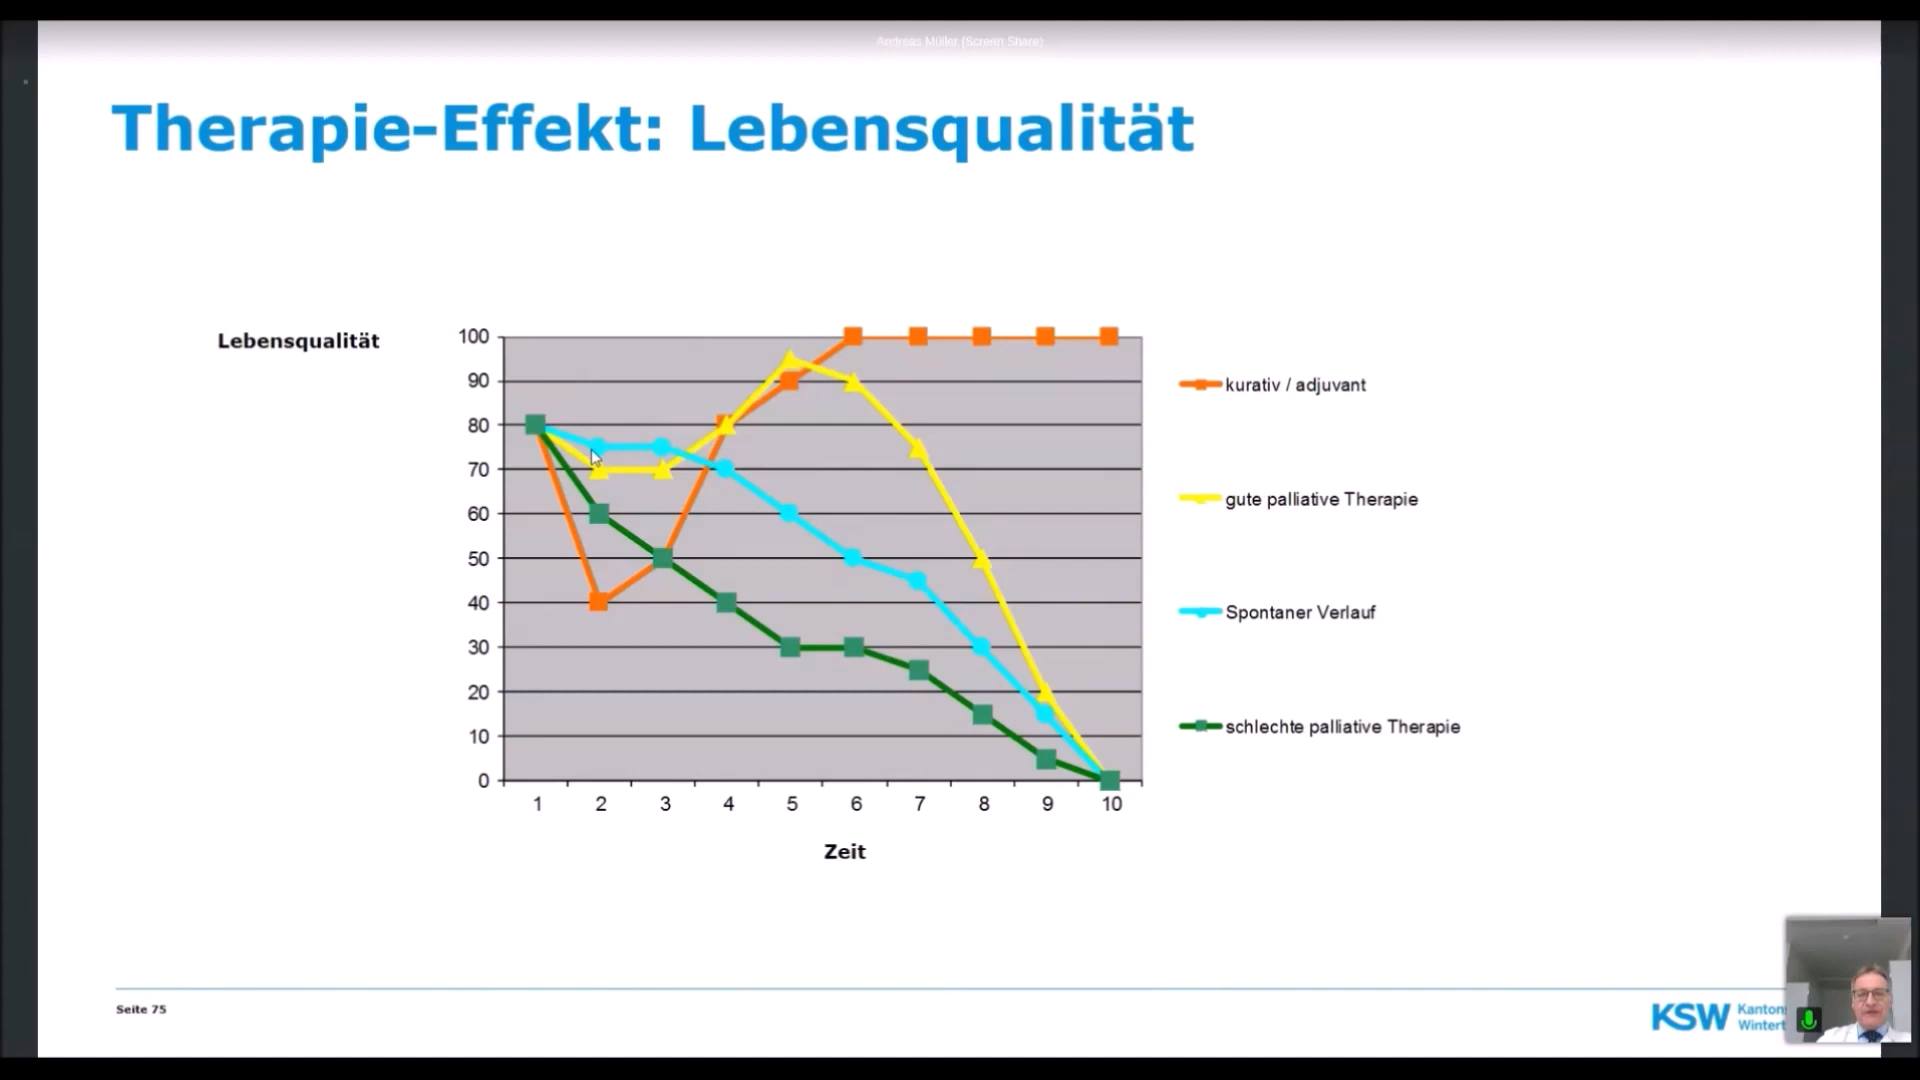 Andreas Müller (Screen Share)
Therapie-Effekt: Lebensqualität
Lebensqualität
100
90
80
70
60
50
40
30
20
10
0
1 2 3 4 5 6 7 8 9 10
Zeit
kurativ / adjuvant
gute palliative Therapie
Spontaner Verlauf
schlechte palliative Therapie
Seite 75
KSW
Kanton
Wintert